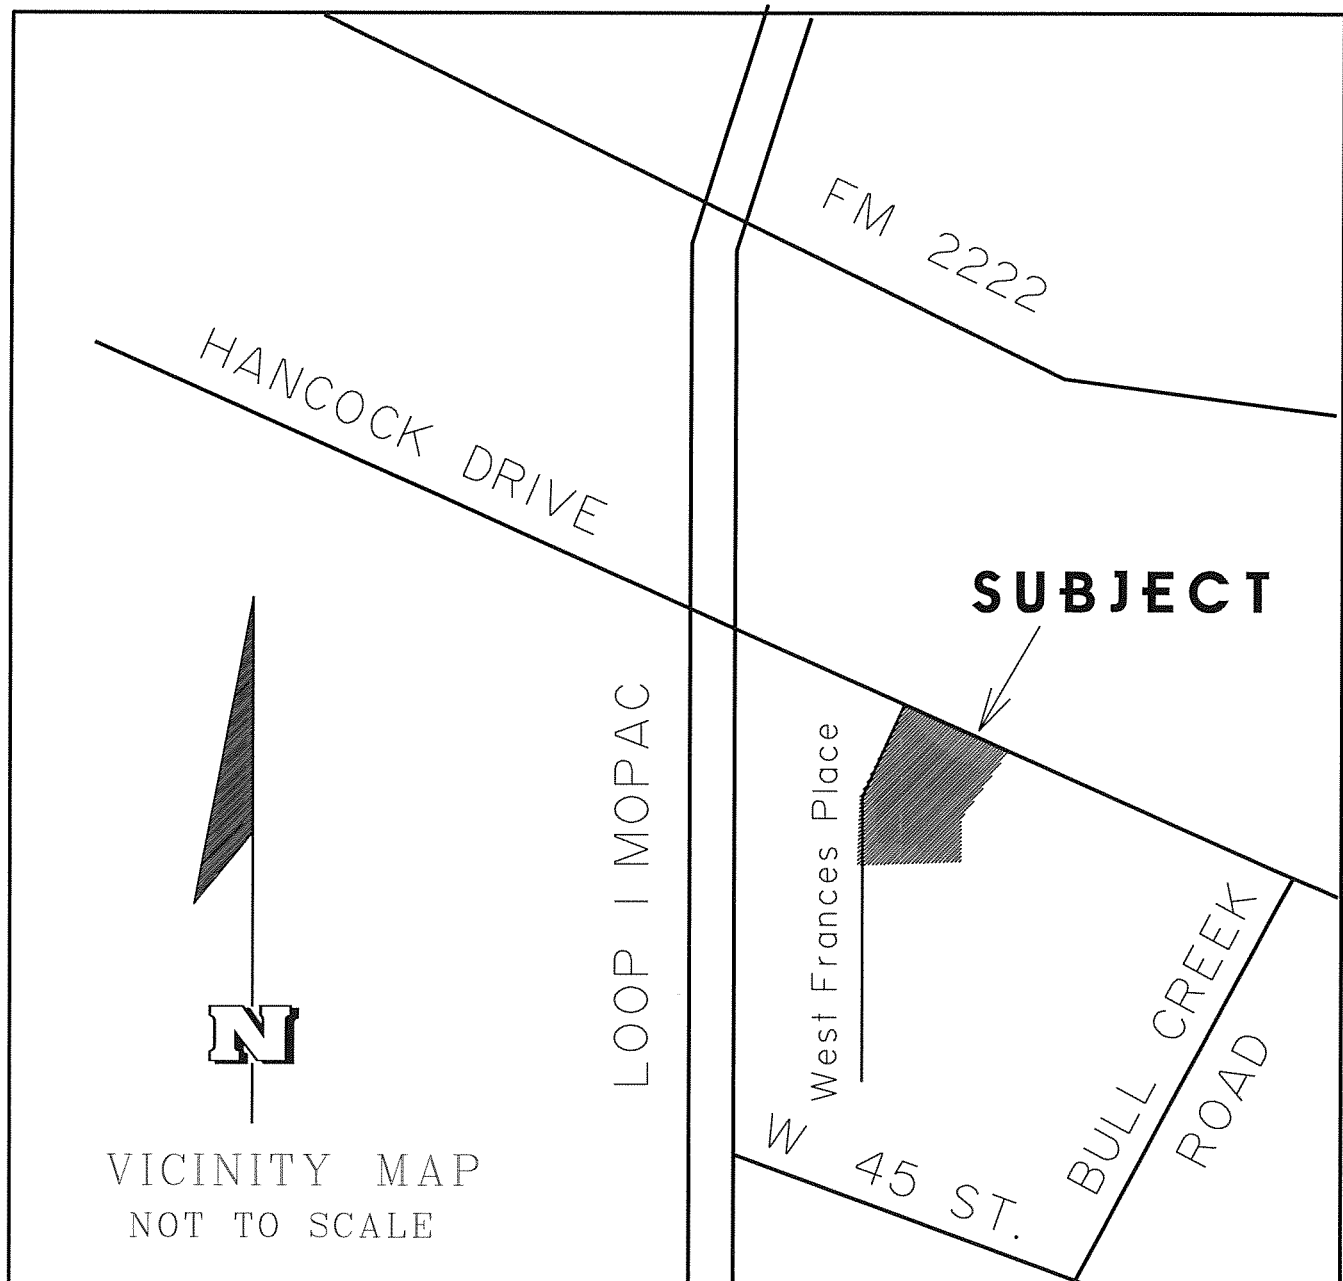 FM 2222
HANCOCK DRIVE
SUBJECT
LOOP 1 MOPAC
West Frances Place
BULL CREEK
ROAD
W 45 ST.
N
VICINITY MAP
NOT TO SCALE